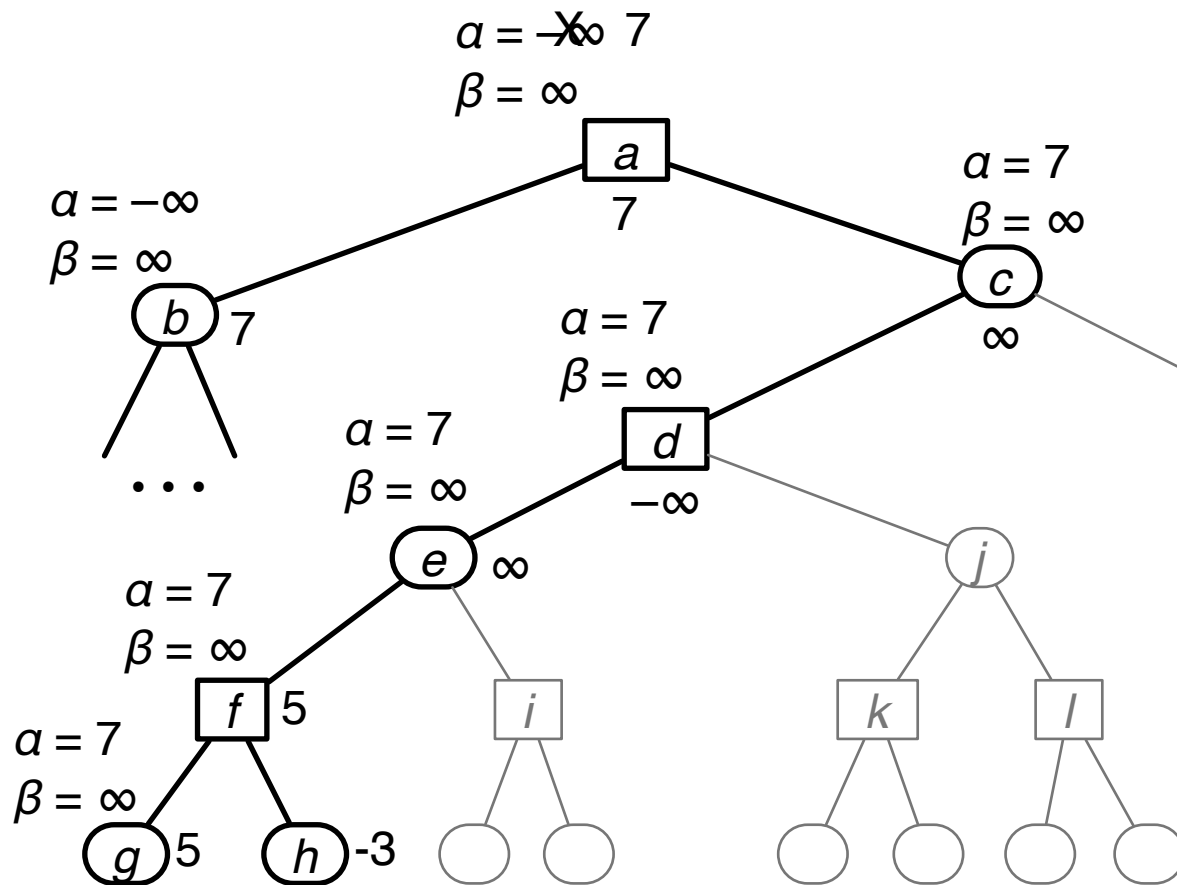 α = −∞ 7
β = ∞
a
7
α = 7
β = ∞
c
∞
α = −∞
β = ∞
b
7
...
α = 7
β = ∞
d
−∞
α = 7
β = ∞
e
∞
j
α = 7
β = ∞
f
5
i
k
l
α = 7
β = ∞
g
5
h
-3